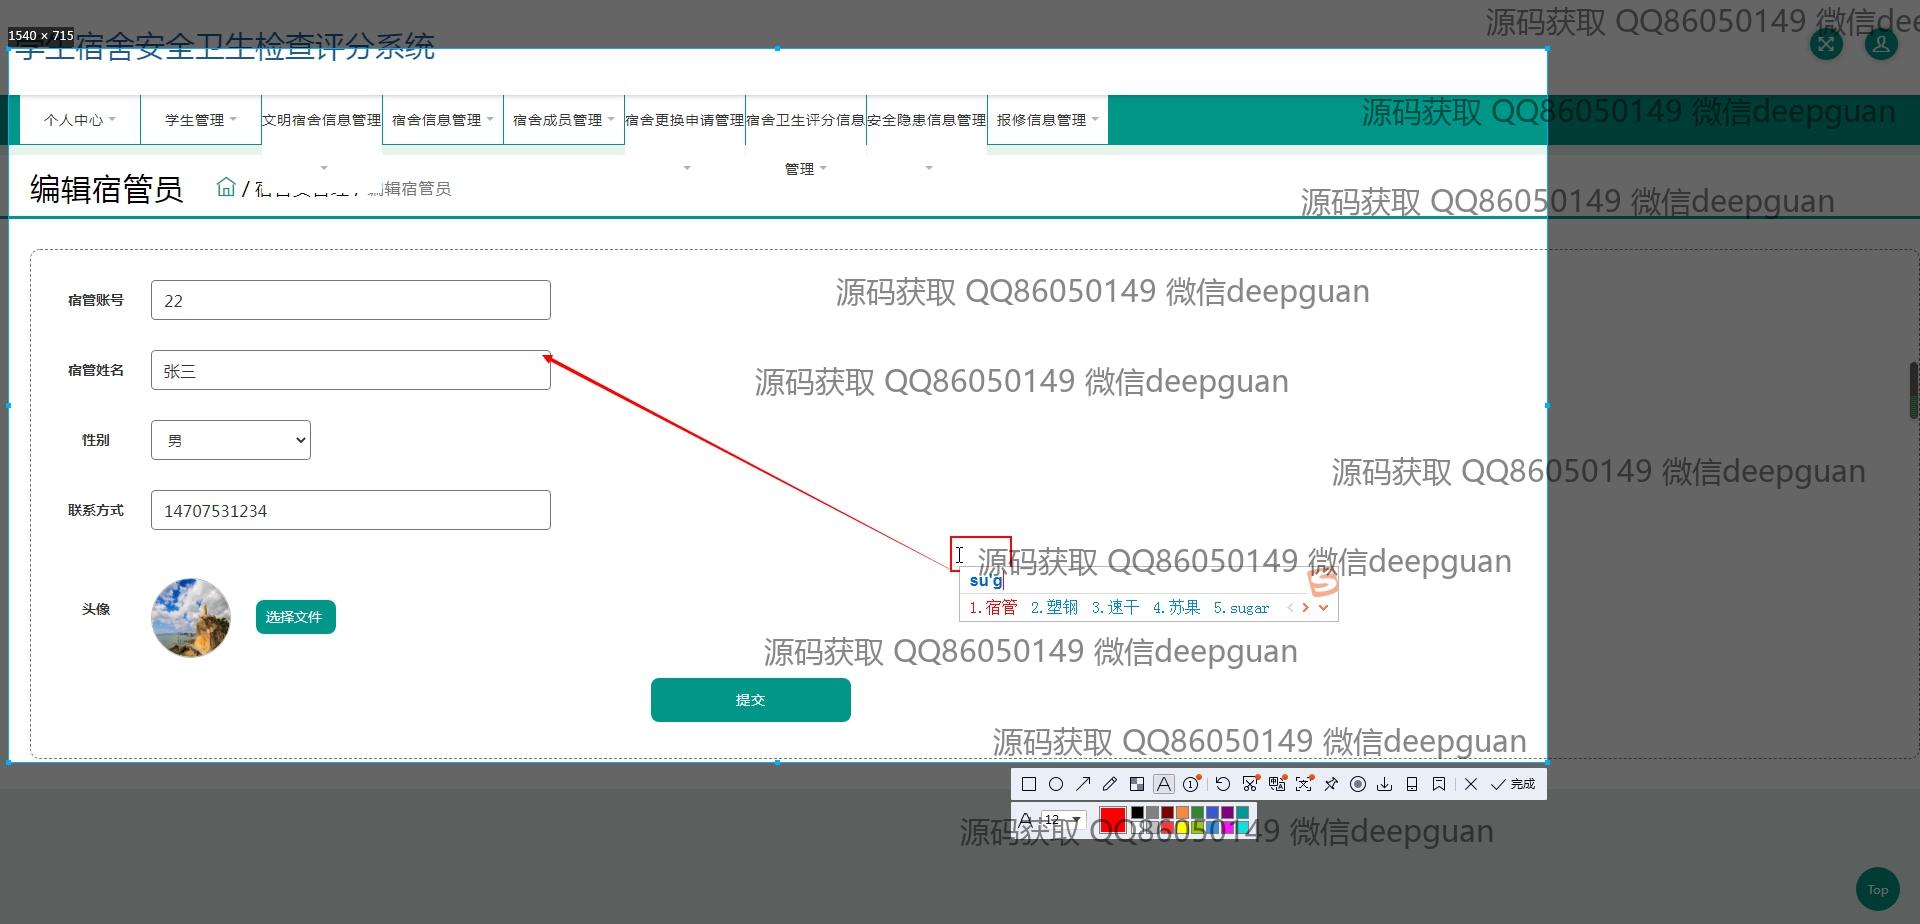 1540 × 715
学生宿舍安全卫生检查评分系统
源码获取 QQ86050149 微信dee
个人中心
学生管理
文明宿舍信息管理
宿舍信息管理
宿舍成员管理
宿舍更换申请管理
宿舍卫生评分信息管理
安全隐患信息管理
报修信息管理
源码获取 QQ86050149 微信deepguan
编辑宿管员
/
编辑宿管员
源码获取 QQ86050149 微信deepguan
宿管账号 22
源码获取 QQ86050149 微信deepguan
宿管姓名 张三
源码获取 QQ86050149 微信deepguan
性别 男
源码获取 QQ86050149 微信deepguan
联系方式 14707531234
源码获取 QQ86050149 微信deepguan
su'g
1.宿管 2.塑钢 3.速干 4.苏果 5.sugar
头像 选择文件
源码获取 QQ86050149 微信deepguan
提交
源码获取 QQ86050149 微信deepguan
完成
A 12
源码获取 QQ86050149 微信deepguan
Top